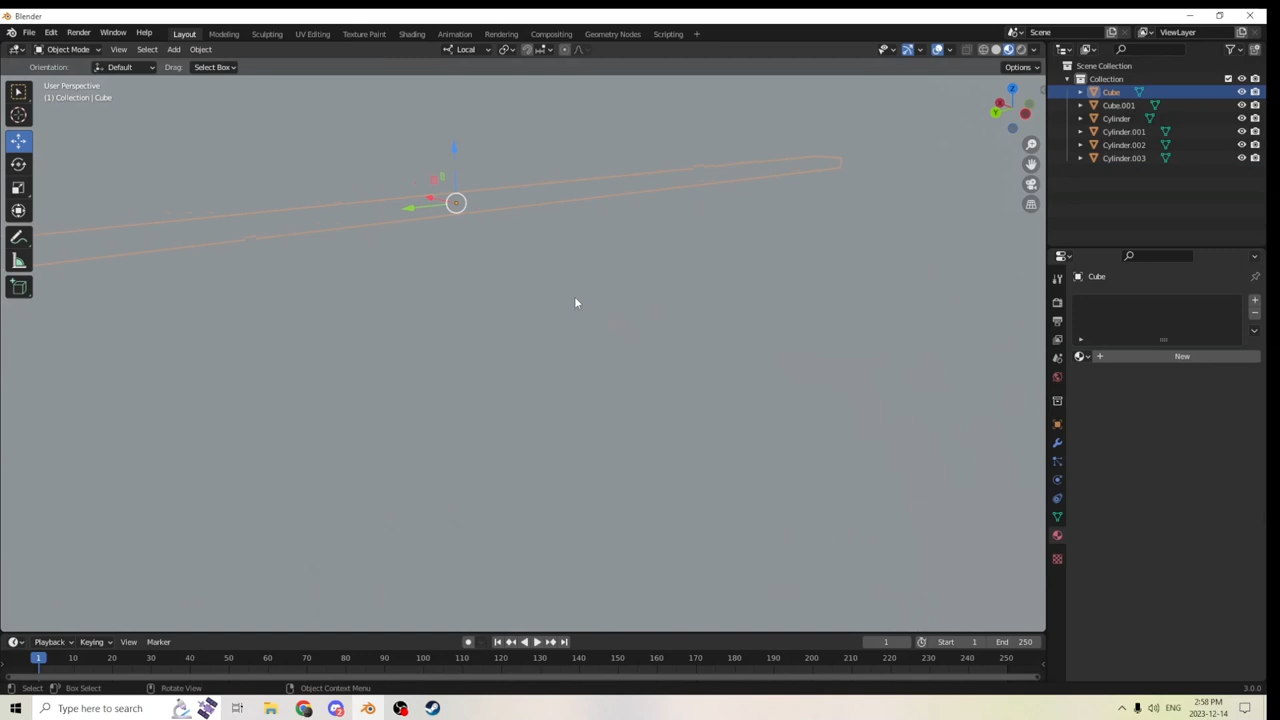 Blender
File Edit Render Window Help
Layout Modeling Sculpting UV Editing Texture Paint Shading Animation Rendering Compositing Geometry Nodes Scripting +
Scene
ViewLayer
Object Mode View Select Add Object
Local
Orientation: Default Drag: Select Box
Options
User Perspective
(1) Collection | Cube
Z
X
Y
Scene Collection
Collection
Cube
Cube.001
Cylinder
Cylinder.001
Cylinder.002
Cylinder.003
Cube
New
Playback Keying View Marker
1
Start 1
End 250
1 10 20 30 40 50 60 70 80 90 100 110 120 130 140 150 160 170 180 190 200 210 220 230 240 250
Select Box Select Rotate View Object Context Menu
3.0.0
Type here to search
ENG
2:58 PM
2023-12-14